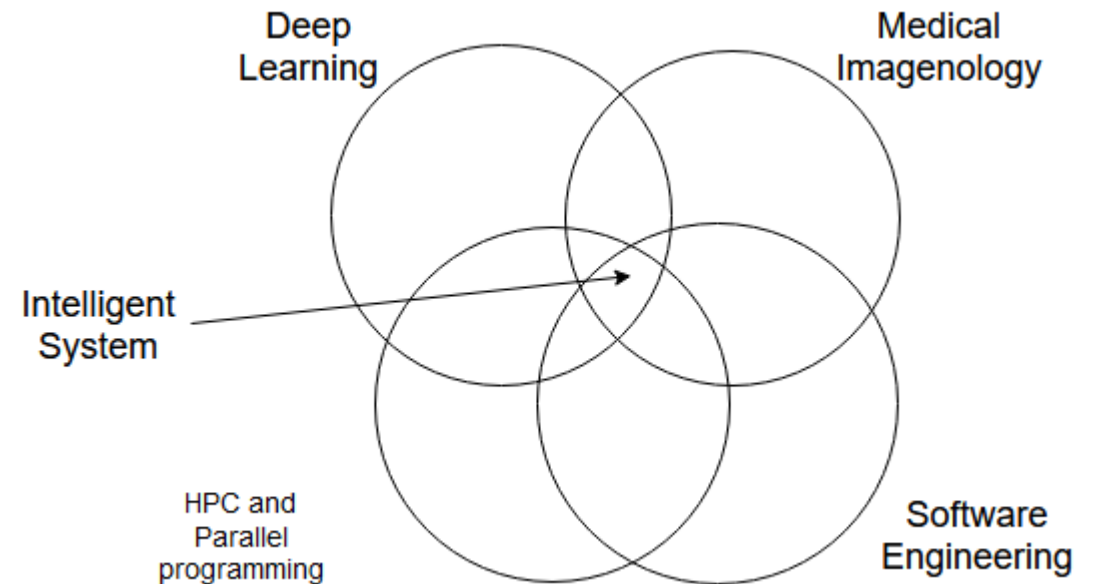 Deep
Learning
Medical
Imagenology
Intelligent
System
HPC and
Parallel
programming
Software
Engineering